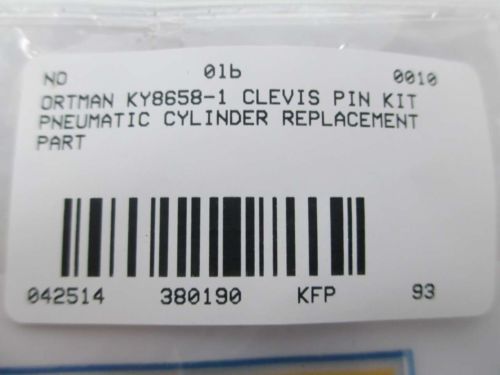 NO 01b 0010
ORTMAN KY8658-1 CLEVIS PIN KIT
PNEUMATIC CYLINDER REPLACEMENT
PART
042514 380190 KFP 93